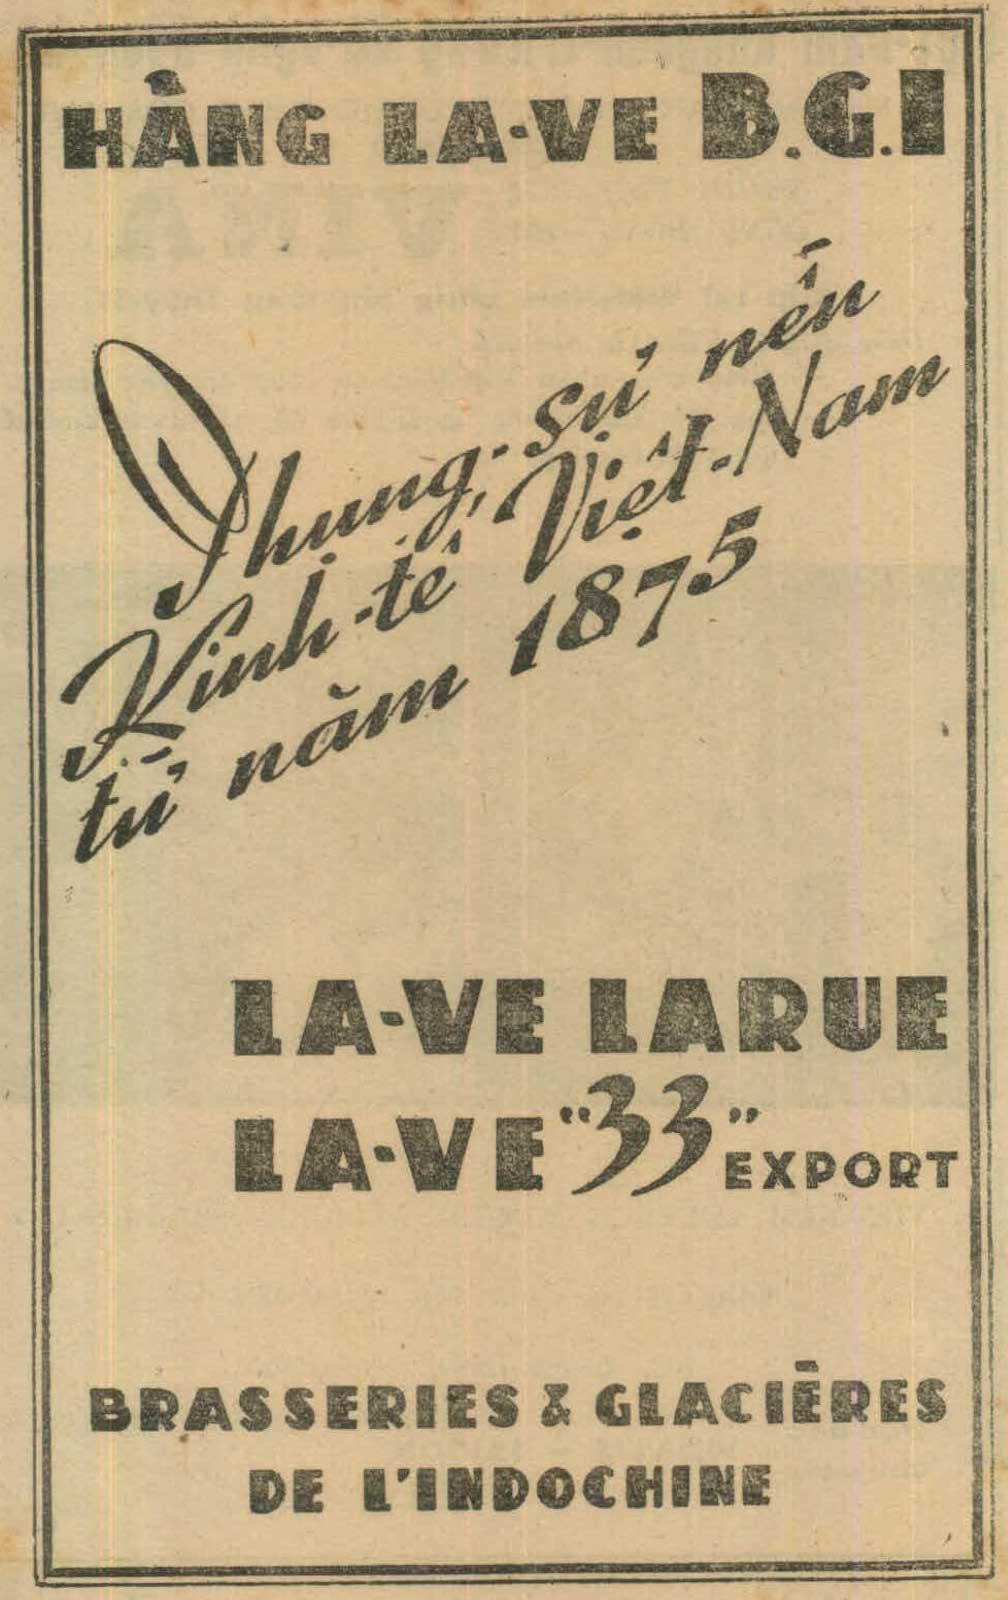 HÃNG LA-VE B.G.I
Phụng-sự nền
Kinh-tế Việt-Nam
từ năm 1875
LA-VE LARUE
LA-VE "33" EXPORT
BRASSERIES & GLACIÈRES
DE L'INDOCHINE